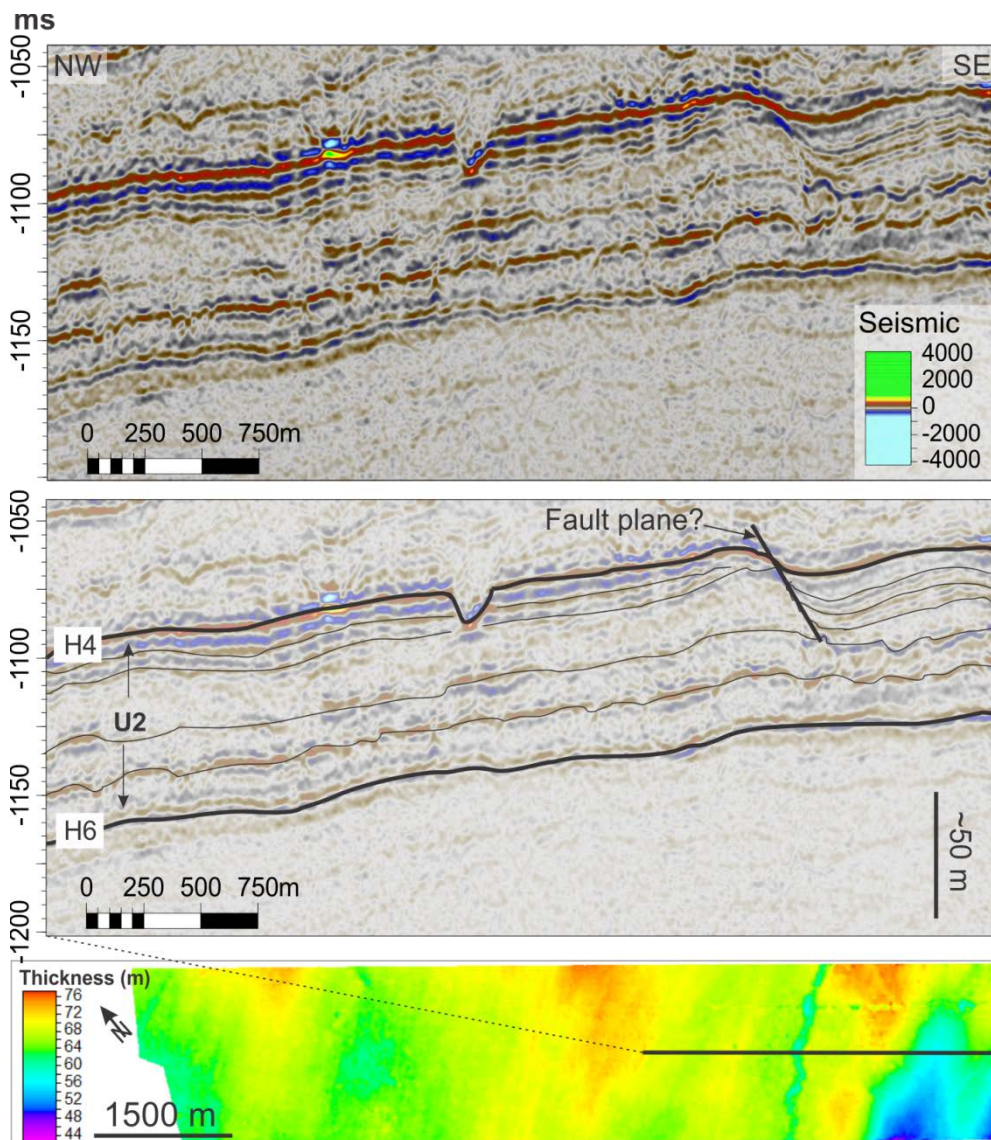 ms
NW
SE
-1050
-1100
-1150
Seismic
4000
2000
0
-2000
-4000
0 250 500 750m
-1050
-1100
-1150
-1200
Fault plane?
H4
U2
H6
~50 m
0 250 500 750m
Thickness (m)
76
72
68
64
60
56
52
48
44
N
1500 m